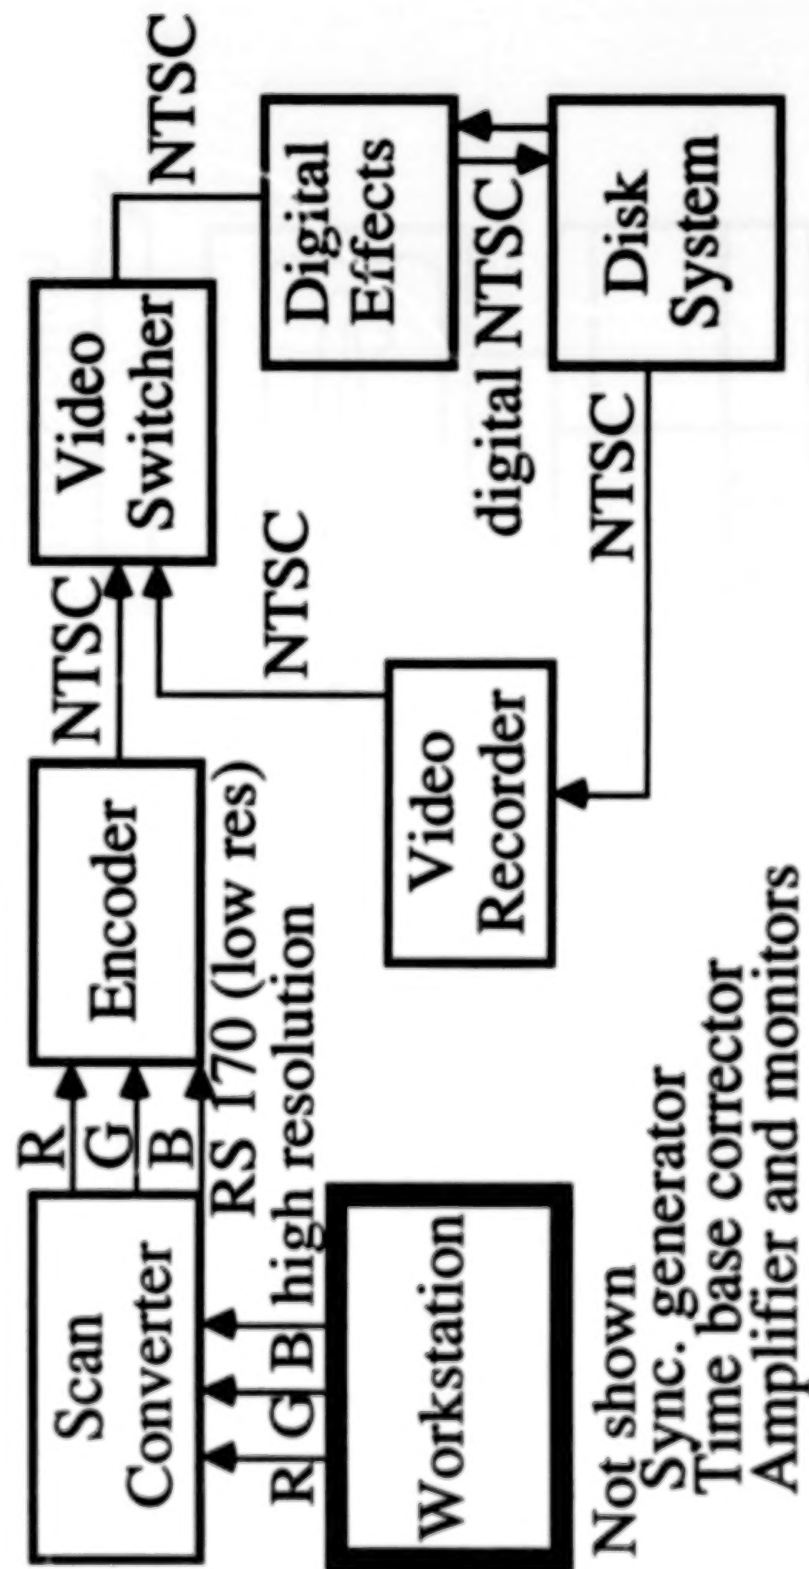 Scan
Converter
R
G
B
Encoder
NTSC
Video
Switcher
NTSC
RS 170 (low res)
high resolution
R G B
Workstation
Video
Recorder
NTSC
Digital
Effects
digital NTSC
Disk
System
NTSC
Not shown
Sync. generator
Time base corrector
Amplifier and monitors